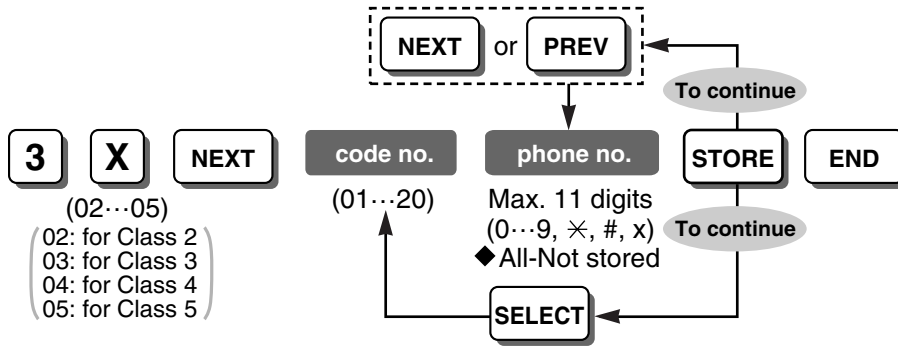 NEXT or PREV
To continue
3 X NEXT code no. phone no. STORE END
(02···05)
02: for Class 2
03: for Class 3
04: for Class 4
05: for Class 5
(01···20)
Max. 11 digits
(0···9, ✳, #, x)
◆All-Not stored
To continue
SELECT